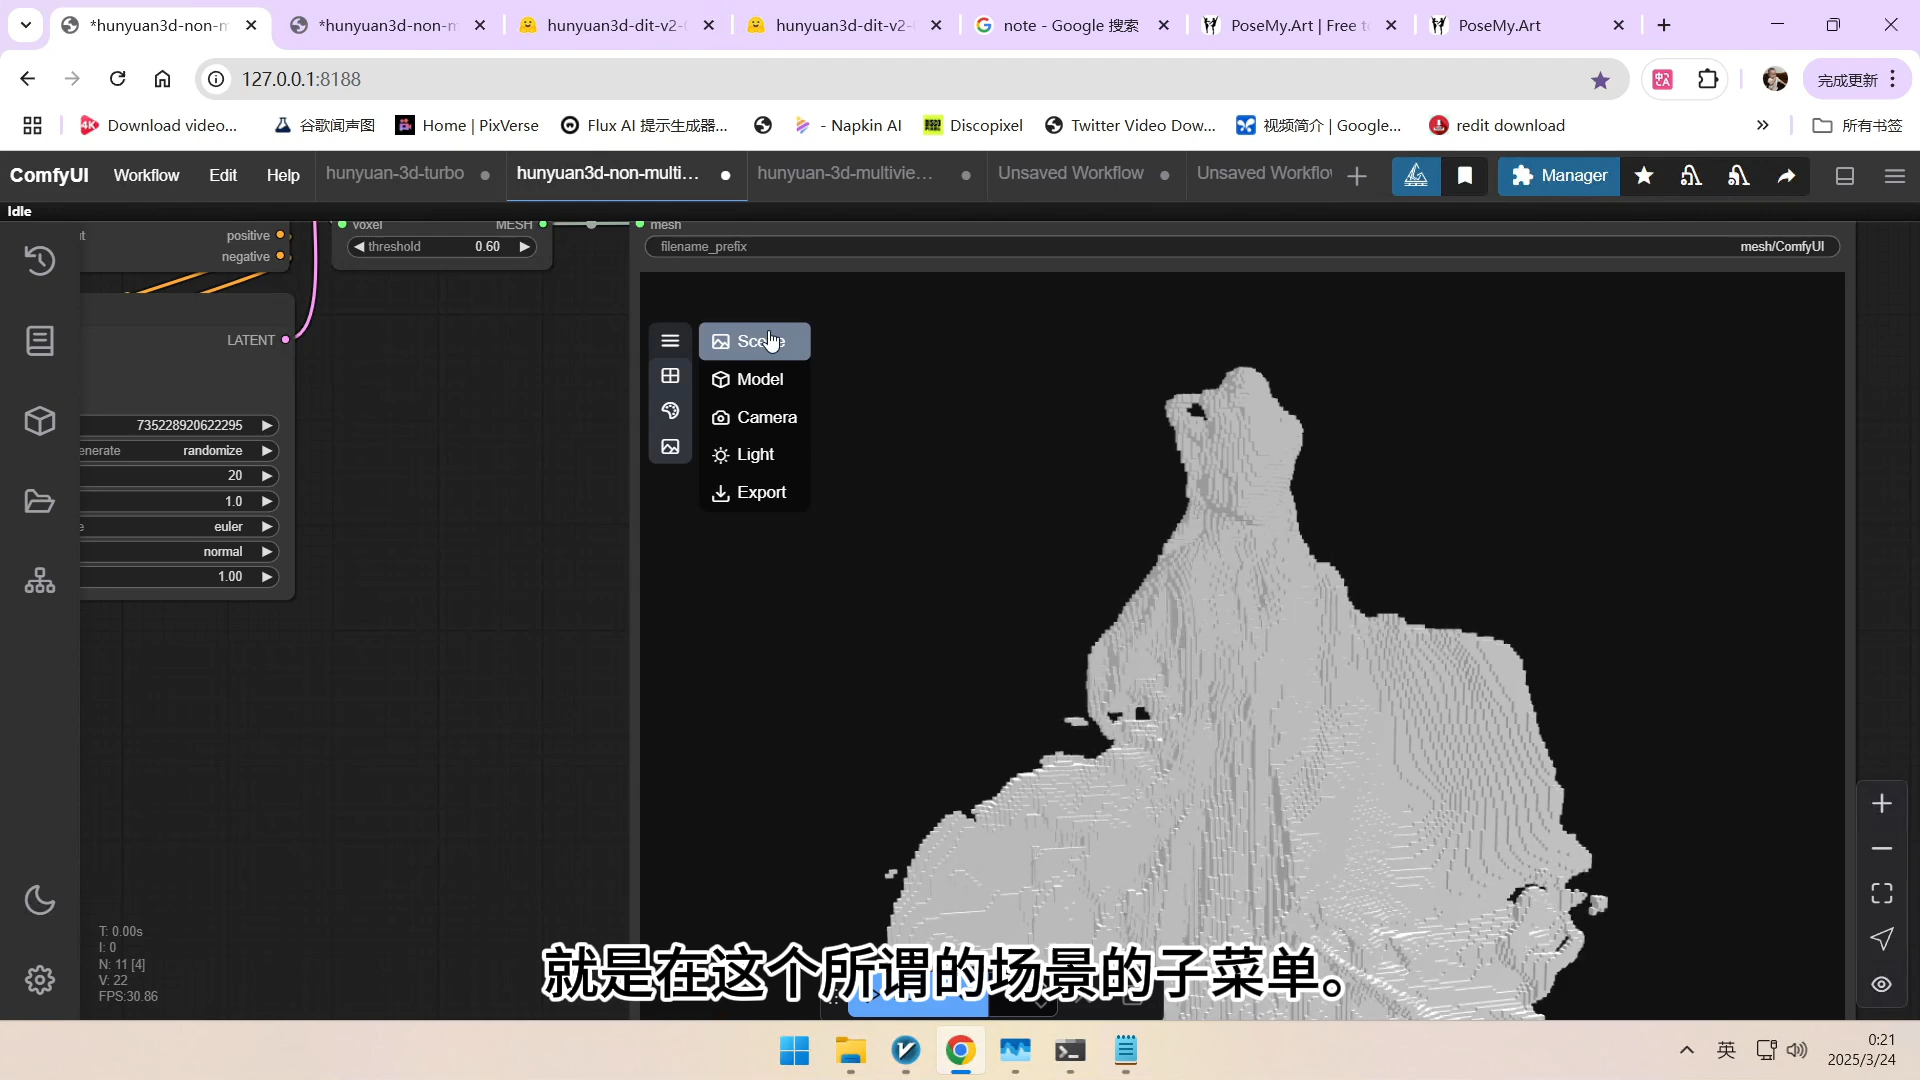 *hunyuan3d-non-m
*hunyuan3d-non-m
hunyuan3d-dit-v2-
hunyuan3d-dit-v2-
note - Google 搜索
PoseMy.Art | Free t
PoseMy.Art
127.0.0.1:8188
完成更新
Download video...
谷歌闻声图
Home | PixVerse
Flux AI 提示生成器...
- Napkin AI
Discopixel
Twitter Video Dow...
视频简介 | Google...
redit download
所有书签
ComfyUI
Workflow
Edit
Help
hunyuan-3d-turbo
hunyuan3d-non-multi...
hunyuan-3d-multivie...
Unsaved Workflow
Unsaved Workflo
Manager
Idle
voxel
MESH
threshold
0.60
mesh
filename_prefix
mesh/ComfyUI
positive
negative
LATENT
735228920622295
enerate
randomize
20
1.0
euler
normal
1.00
Scene
Model
Camera
Light
Export
T: 0.00s
I: 0
N: 11 [4]
V: 22
FPS:30.86
就是在这个所谓的场景的子菜单。
英
0:21
2025/3/24